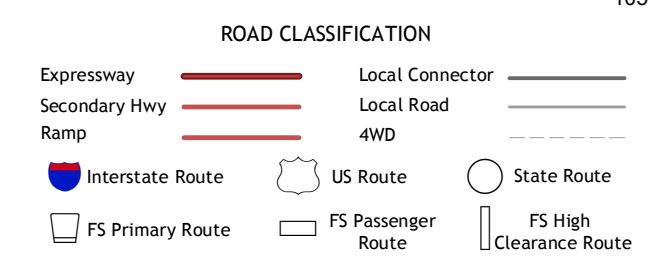 ROAD CLASSIFICATION
Expressway
Local Connector
Secondary Hwy
Local Road
Ramp
4WD
Interstate Route
US Route
State Route
FS Primary Route
FS Passenger
Route
FS High
Clearance Route